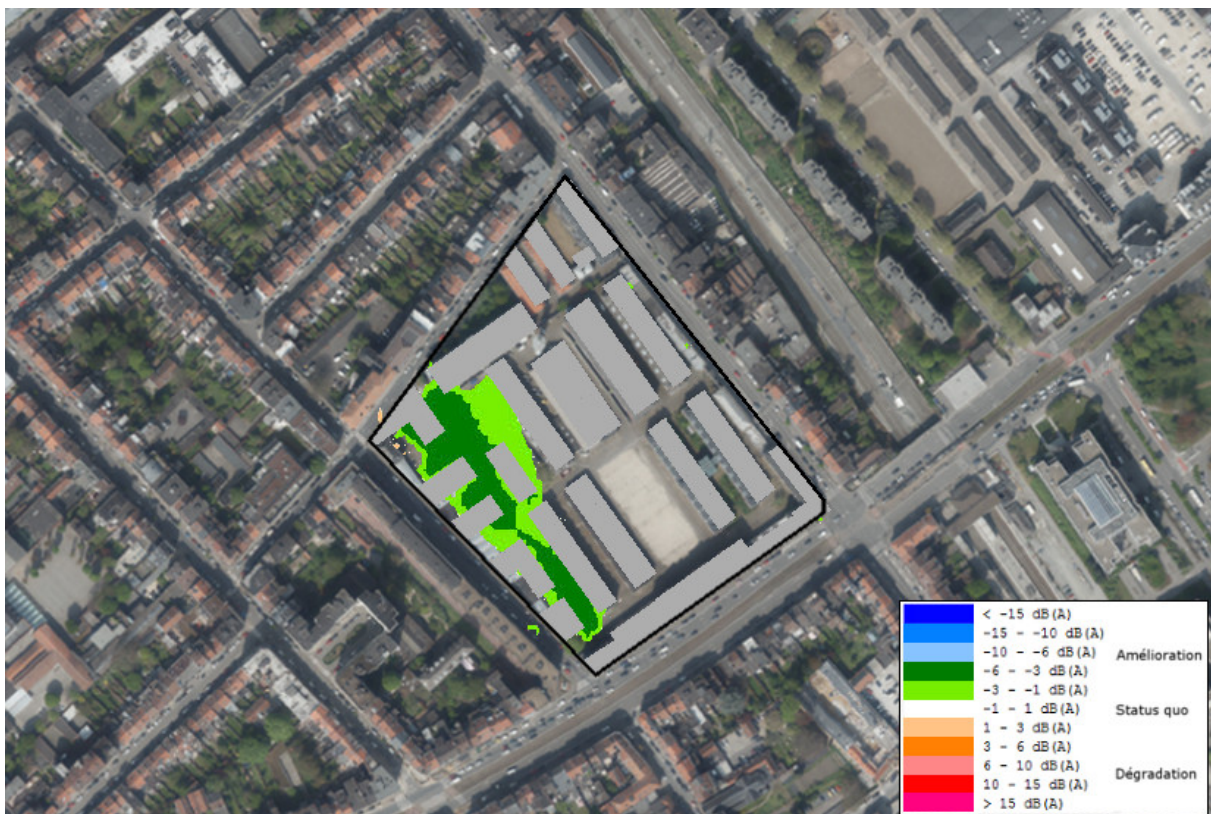 < -15 dB(A)
-15 - -10 dB(A)
-10 - -6 dB(A)
Amélioration
-6 - -3 dB(A)
-3 - -1 dB(A)
-1 - 1 dB(A)
Status quo
1 - 3 dB(A)
3 - 6 dB(A)
6 - 10 dB(A)
Dégradation
10 - 15 dB(A)
> 15 dB(A)